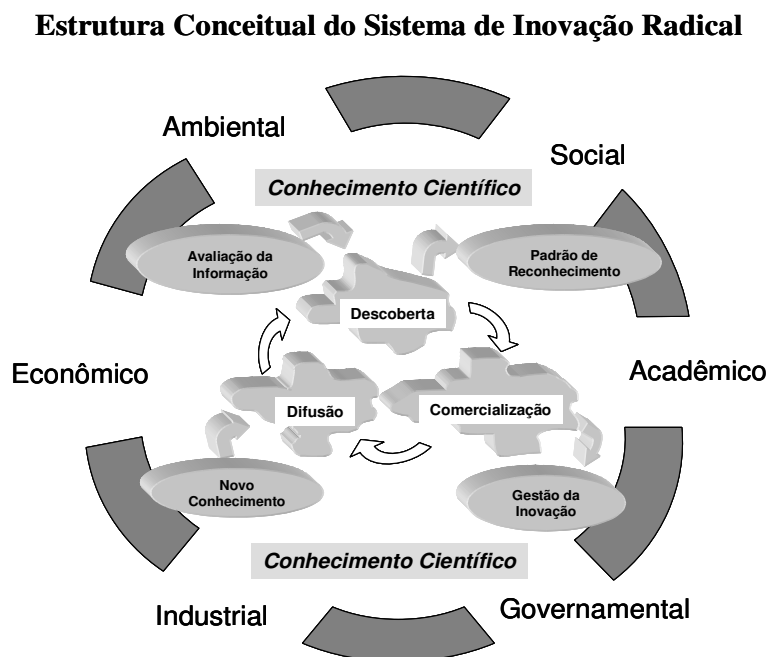 Estrutura Conceitual do Sistema de Inovação Radical
Ambiental
Social
Conhecimento Científico
Avaliação da
Informação
Padrão de
Reconhecimento
Descoberta
Econômico
Acadêmico
Difusão
Comercialização
Novo
Conhecimento
Gestão da
Inovação
Conhecimento Científico
Industrial
Governamental